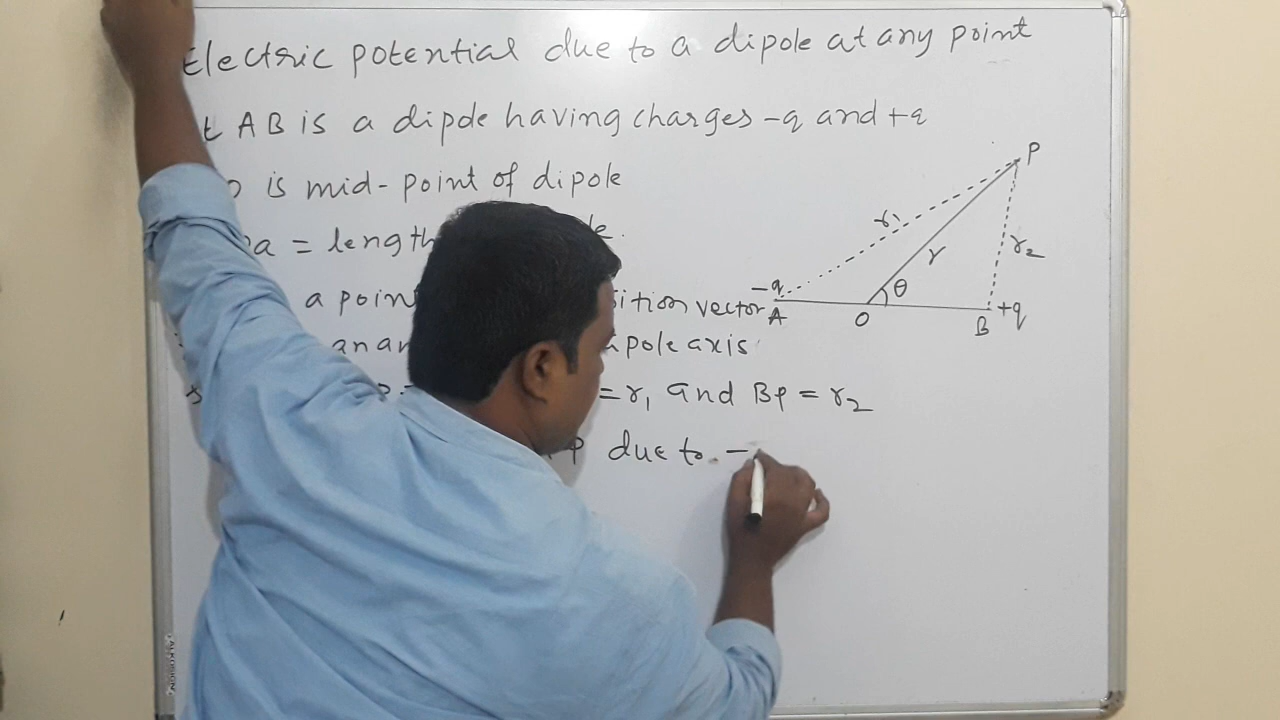 Electric potential due to a dipole at any point
t AB is a dipole having charges -q and +q
o is mid-point of dipole
2a = length
a point sition vector
an an pole axis
= r₁ and BP = r₂
P due to -
P
r₁
r
r₂
θ
-q
A
O
B
+q